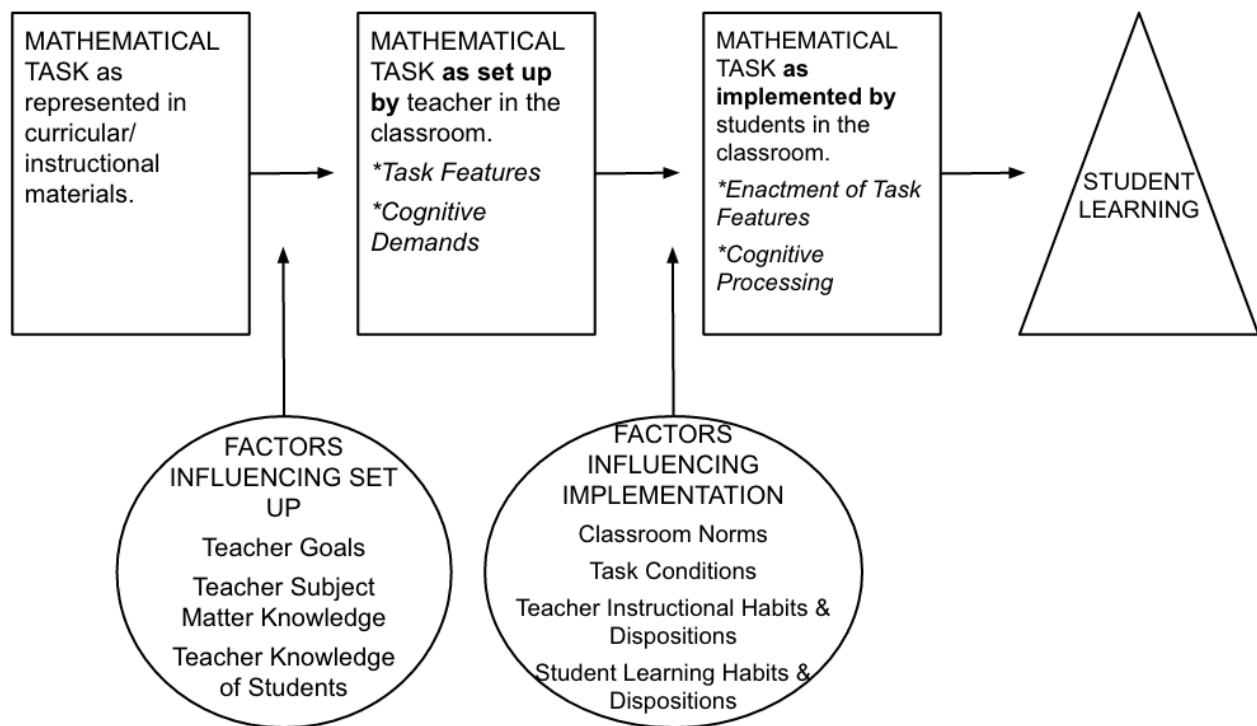 MATHEMATICAL
TASK as
represented in
curricular/
instructional
materials.
MATHEMATICAL
TASK as set up
by teacher in the
classroom.
*Task Features
*Cognitive
Demands
MATHEMATICAL
TASK as
implemented by
students in the
classroom.
*Enactment of Task
Features
*Cognitive
Processing
STUDENT
LEARNING
FACTORS
INFLUENCING SET
UP
Teacher Goals
Teacher Subject
Matter Knowledge
Teacher Knowledge
of Students
FACTORS
INFLUENCING
IMPLEMENTATION
Classroom Norms
Task Conditions
Teacher Instructional Habits &
Dispositions
Student Learning Habits &
Dispositions